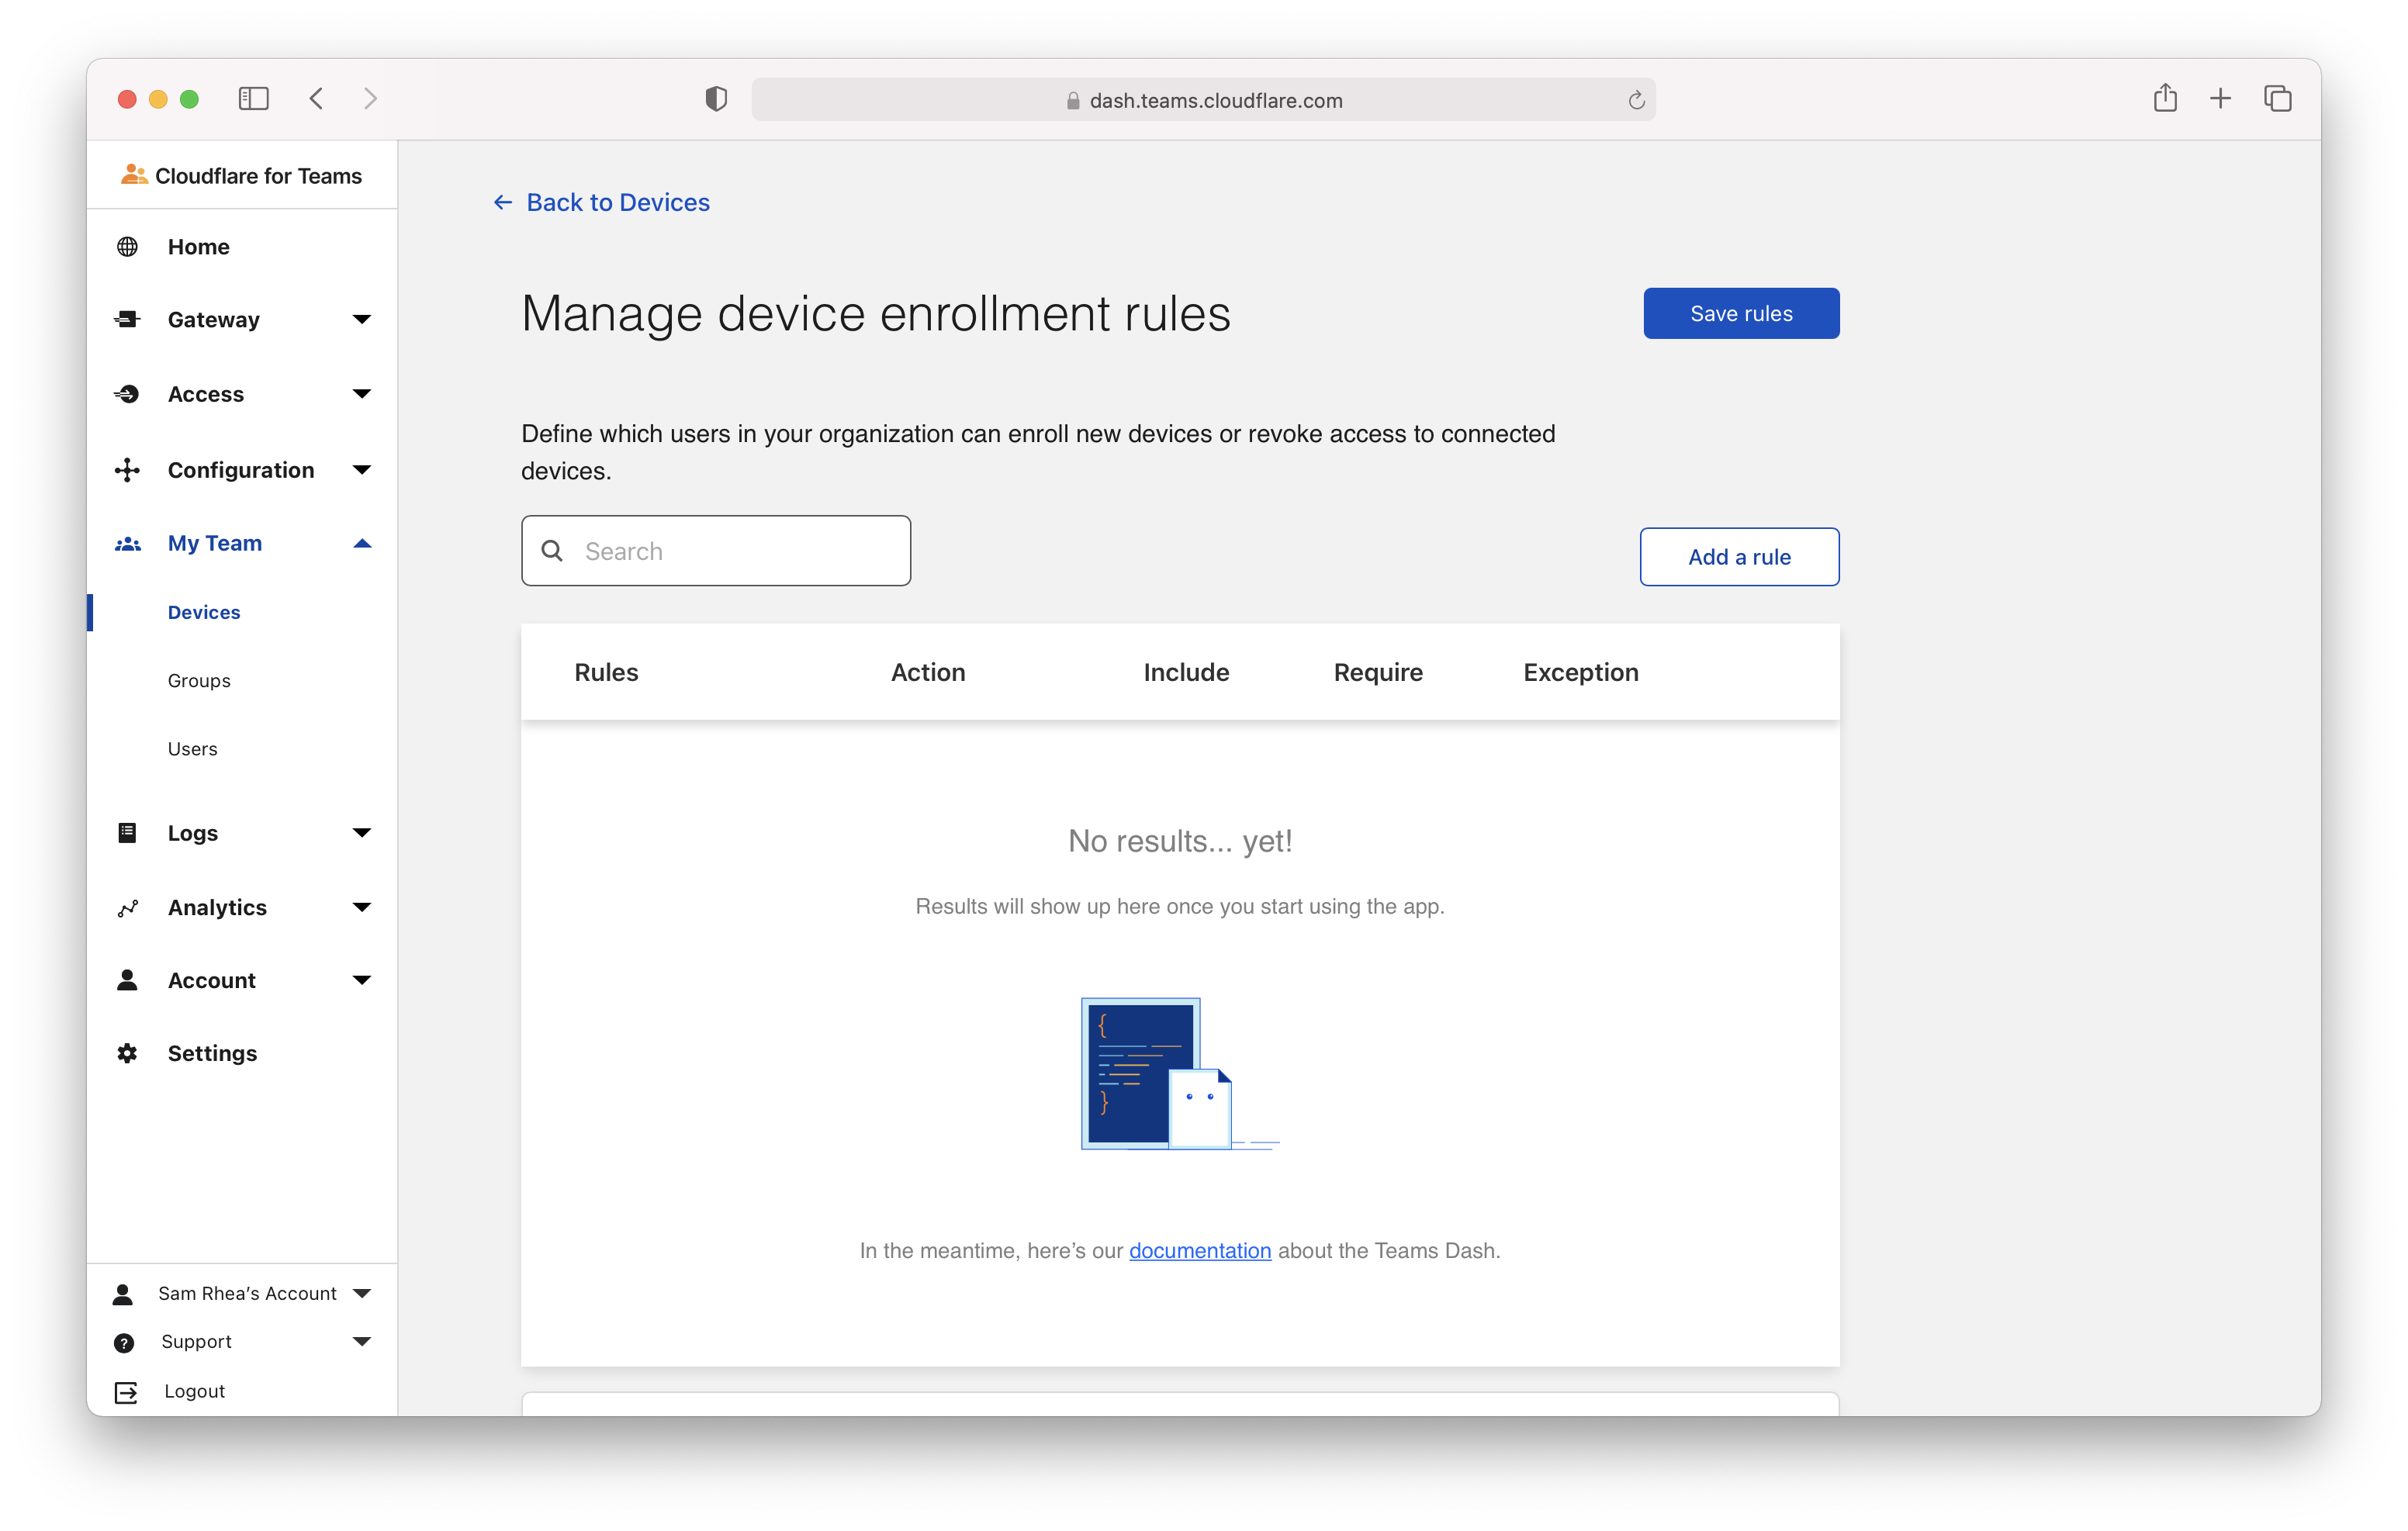 dash.teams.cloudflare.com
Cloudflare for Teams
Home
Gateway
Access
Configuration
My Team
Devices
Groups
Users
Logs
Analytics
Account
Settings
Sam Rhea’s Account
Support
Logout
Back to Devices
Manage device enrollment rules
Save rules
Define which users in your organization can enroll new devices or revoke access to connected
devices.
Search
Add a rule
Rules Action Include Require Exception
No results... yet!
Results will show up here once you start using the app.
{
}
In the meantime, here’s our documentation about the Teams Dash.